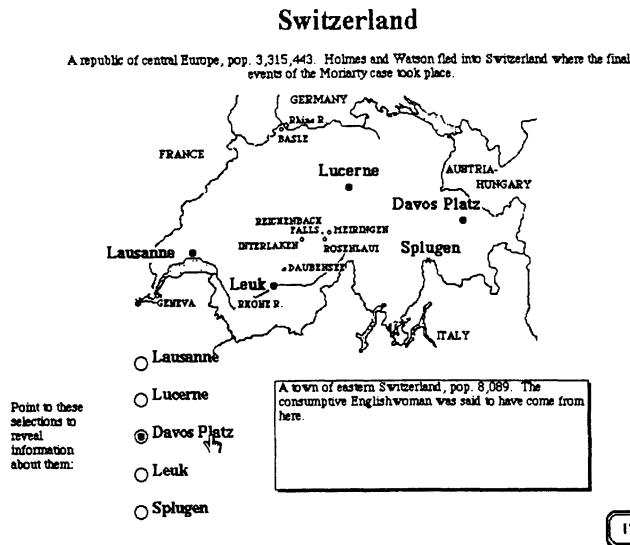 Switzerland
A republic of central Europe, pop. 3,315,443. Holmes and Watson fled into Switzerland where the final
events of the Moriarty case took place.
GERMANY
Rhine R.
BASLE
FRANCE
Lucerne
AUSTRIA-
HUNGARY
Davos Platz
REICHENBACH
FALLS
MEIRINGEN
INTERLAKEN
ROSENLAUI
Splugen
Lausanne
DAUBENSEE
Leuk
GENEVA
RHONE R.
ITALY
Lausanne
Lucerne
Davos Platz
Leuk
Splugen
Point to these
selections to
reveal
information
about them:
A town of eastern Switzerland, pop. 8,089. The
consumptive Englishwoman was said to have come from
here.